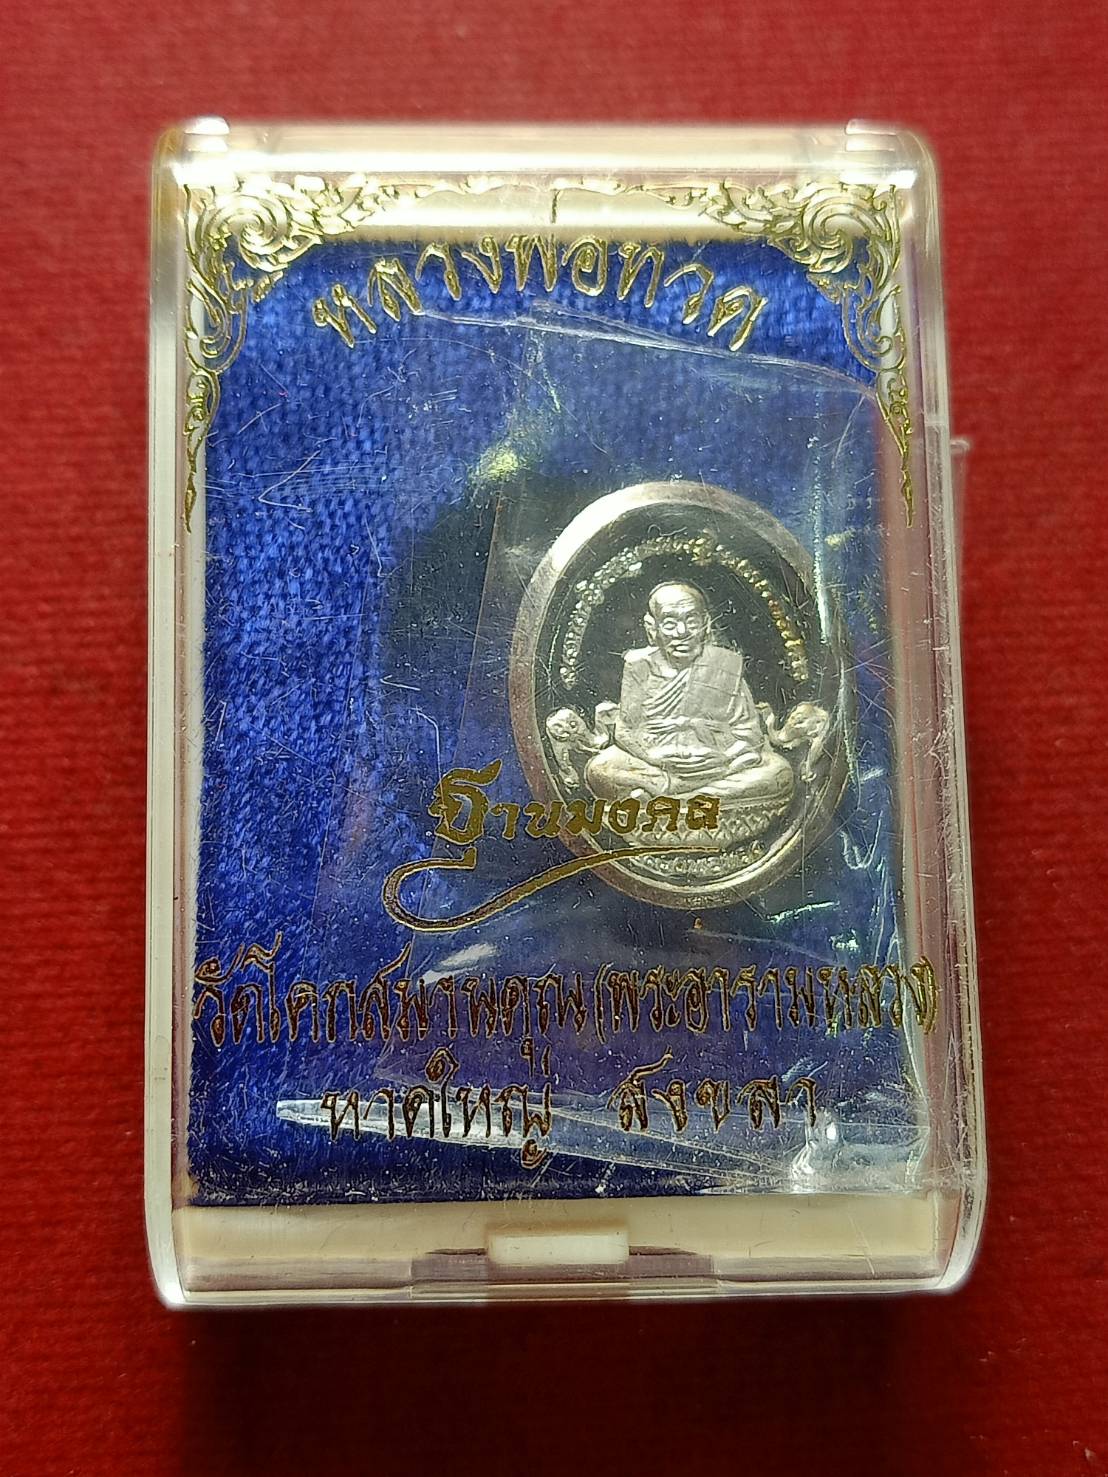 หลวงพ่อทวด
ฐานมงคล
วัดโคกสมานคุณ (พระอารามหลวง)
หาดใหญ่ สงขลา